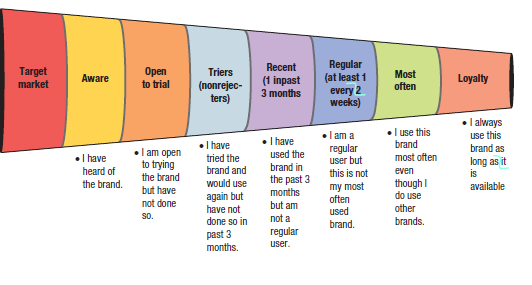 Target
market
Aware
Open
to trial
Triers
(nonrejec-
ters)
Recent
(1 inpast
3 months
Regular
(at least 1
every 2
weeks)
Most
often
Loyalty
• I have
heard of
the brand.
• I am open
to trying
the brand
but have
not done
so.
• I have
tried the
brand and
would use
again but
have not
done so in
past 3
months.
• I have
used the
brand in
the past 3
months
but am
not a
regular
user.
• I am a
regular
user but
this is not
my most
often
used
brand.
• I use this
brand
most often
even
though I
do use
other
brands.
• I always
use this
brand as
long as it
is
available